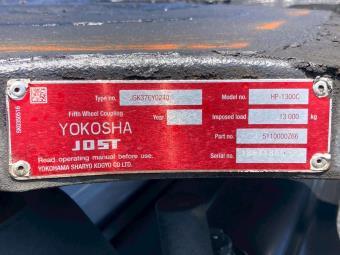 Type no. JSK37CY0240
Model no. HP-1300C
Fifth Wheel Coupling
Year
Imposed load 13 000 kg
YOKOSHA
JOST
Part no. 5110000Z66
Serial no.
Read operating manual before use.
YOKOHAMA SHARYO KOGYO CO LTD.